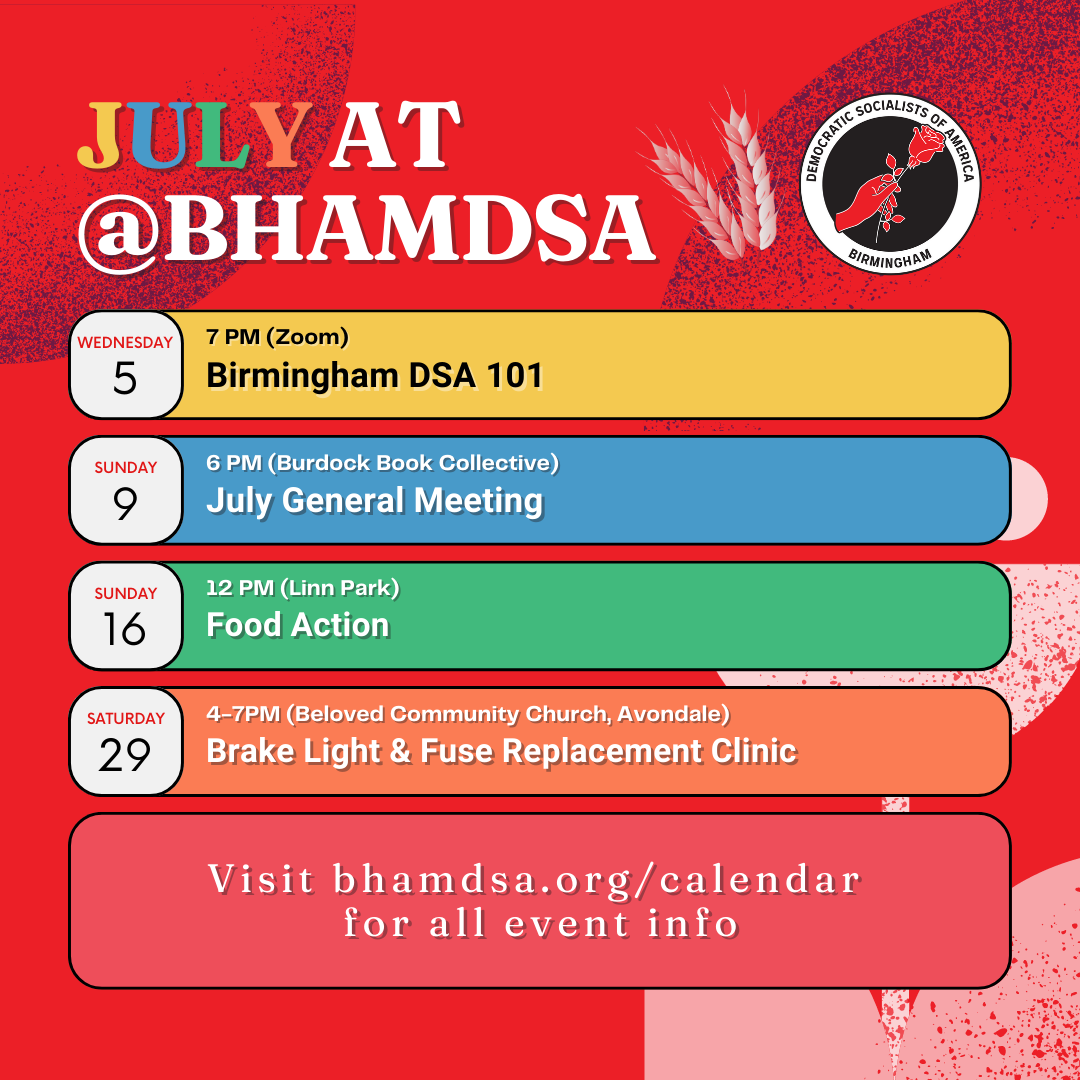 JULY AT
@BHAMDSA
DEMOCRATIC SOCIALISTS OF AMERICA
BIRMINGHAM
WEDNESDAY
5
7 PM (Zoom)
Birmingham DSA 101
SUNDAY
9
6 PM (Burdock Book Collective)
July General Meeting
SUNDAY
16
12 PM (Linn Park)
Food Action
SATURDAY
29
4-7PM (Beloved Community Church, Avondale)
Brake Light & Fuse Replacement Clinic
Visit bhamdsa.org/calendar
for all event info